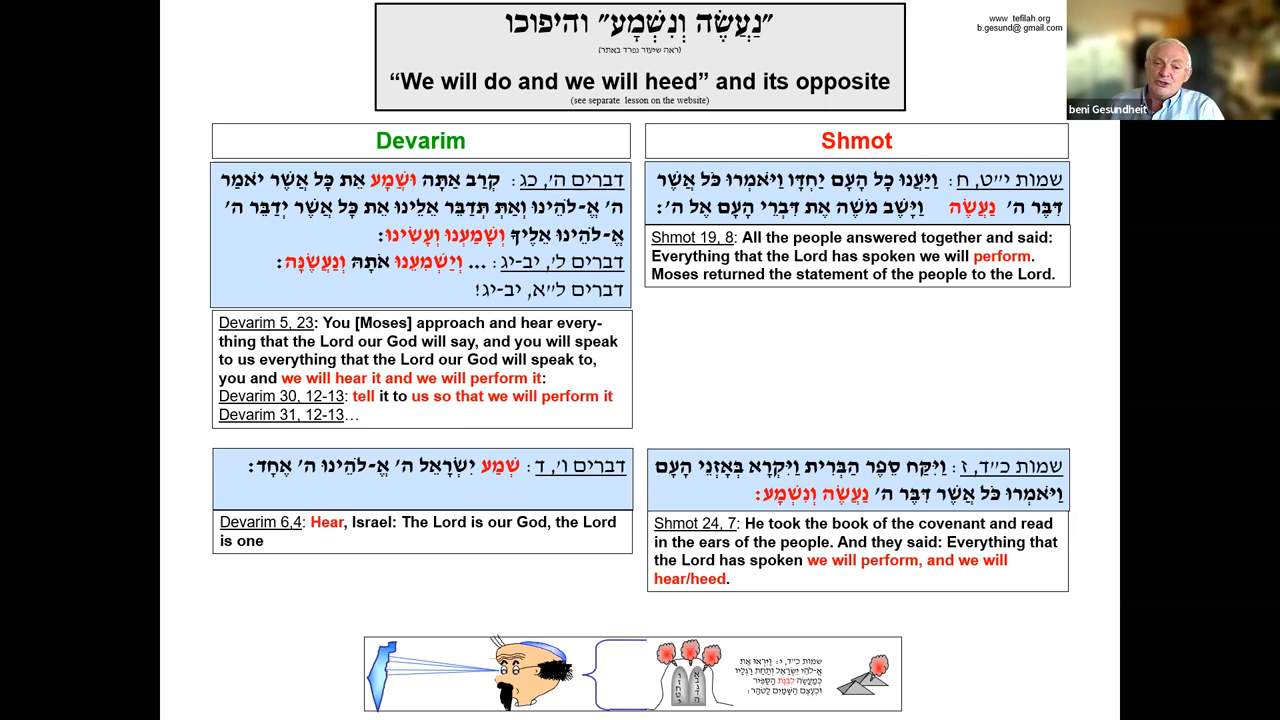 "נַעֲשֶׂה וְנִשְׁמָע" והיפוכו
(ראה שיעור נפרד באתר)
“We will do and we will heed” and its opposite
(see separate lesson on the website)
www .tefilah.org
b.gesund@ gmail.com
beni Gesundheit
Devarim
דברים ה', כג: קְרַב אַתָּה וּשְׁמָע אֵת כָּל אֲשֶׁר יֹאמַר
ה' אֱ-לֹהֵינוּ וְאַתְּ תְּדַבֵּר אֵלֵינוּ אֵת כָּל אֲשֶׁר יְדַבֵּר ה'
אֱ-לֹהֵינוּ אֵלֶיךָ וְשָׁמַעְנוּ וְעָשִׂינוּ:
דברים ל', יב-יג: ... וְיַשְׁמִעֵנוּ אֹתָהּ וְנַעֲשֶׂנָּה:
דברים ל"א, יב-יג!
Devarim 5, 23: You [Moses] approach and hear every-
thing that the Lord our God will say, and you will speak
to us everything that the Lord our God will speak to,
you and we will hear it and we will perform it:
Devarim 30, 12-13: tell it to us so that we will perform it
Devarim 31, 12-13…
דברים ו', ד: שְׁמַע יִשְׂרָאֵל ה' אֱ-לֹהֵינוּ ה' אֶחָד:
Devarim 6,4: Hear, Israel: The Lord is our God, the Lord
is one
Shmot
שמות י"ט, ח: וַיַּעֲנוּ כָל הָעָם יַחְדָּו וַיֹּאמְרוּ כֹּל אֲשֶׁר
דִּבֶּר ה' נַעֲשֶׂה וַיָּשֶׁב מֹשֶׁה אֶת דִּבְרֵי הָעָם אֶל ה':
Shmot 19, 8: All the people answered together and said:
Everything that the Lord has spoken we will perform.
Moses returned the statement of the people to the Lord.
שמות כ"ד, ז: וַיִּקַּח סֵפֶר הַבְּרִית וַיִּקְרָא בְּאָזְנֵי הָעָם
וַיֹּאמְרוּ כֹּל אֲשֶׁר דִּבֶּר ה' נַעֲשֶׂה וְנִשְׁמָע:
Shmot 24, 7: He took the book of the covenant and read
in the ears of the people. And they said: Everything that
the Lord has spoken we will perform, and we will
hear/heed.
שמות כ"ד, י: וַיִּרְאוּ אֵת
אֱ-לֹהֵי יִשְׂרָאֵל וְתַחַת רַגְלָיו
כְּמַעֲשֵׂה לִבְנַת הַסַּפִּיר
וּכְעֶצֶם הַשָּׁמַיִם לָטֹהַר: